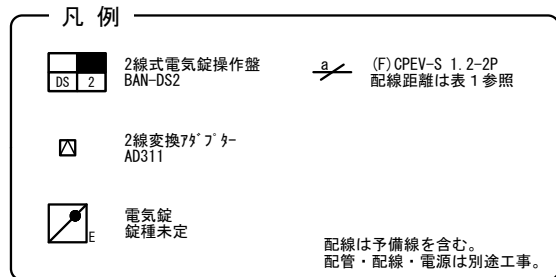 凡 例
DS 2
2線式電気錠操作盤
BAN-DS2
2線変換ｱﾀﾞﾌﾟﾀｰ
AD311
E
電気錠
錠種未定
a
(F)CPEV-S 1.2-2P
配線距離は表１参照
配線は予備線を含む。
配管・配線・電源は別途工事。